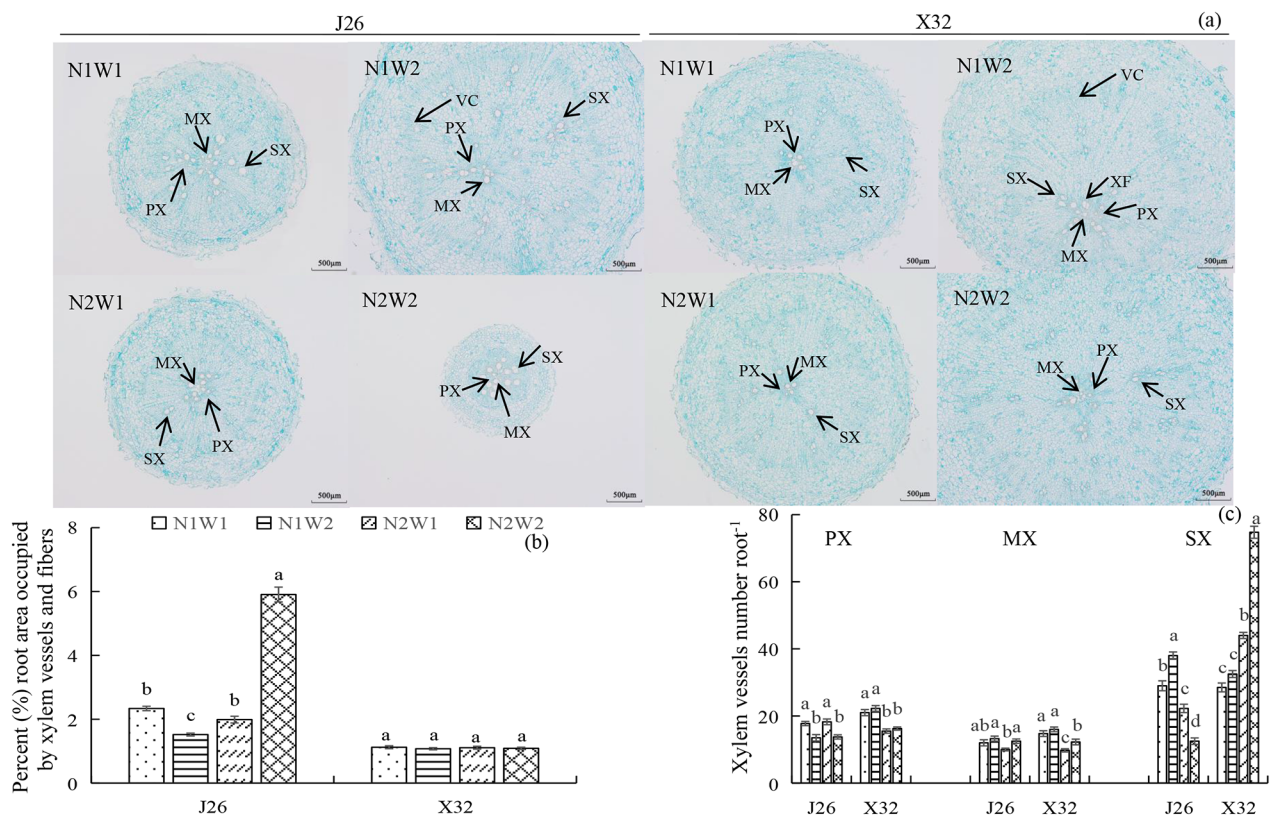 J26
X32
(a)
N1W1
MX
SX
PX
500μm
N1W2
VC
SX
PX
MX
500μm
N1W1
PX
MX
SX
500μm
N1W2
VC
SX
XF
PX
MX
500μm
N2W1
MX
PX
SX
500μm
N2W2
SX
PX
MX
500μm
N2W1
PX
MX
SX
500μm
N2W2
PX
MX
SX
500μm
N1W1 N1W2 N2W1 N2W2
(b)
Percent (%) root area occupied
by xylem vessels and fibers
8
6
4
2
0
b c b a
a a a a
J26 X32
(c)
PX MX SX
Xylem vessels number root⁻¹
80
60
40
20
0
a b a b a a b b
ab a b a a a c b
b a c d c c b a
J26 X32 J26 X32 J26 X32